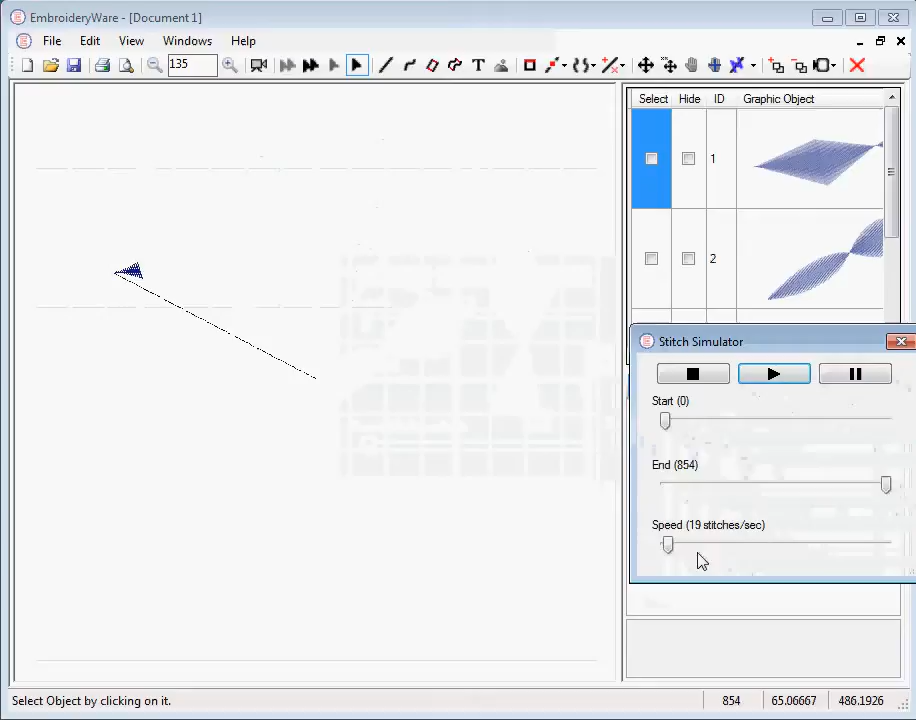 EmbroideryWare - [Document 1]
File Edit View Windows Help
135
Select Hide ID Graphic Object
1
2
Stitch Simulator
Start (0)
End (854)
Speed (19 stitches/sec)
Select Object by clicking on it.
854 65.06667 486.1926